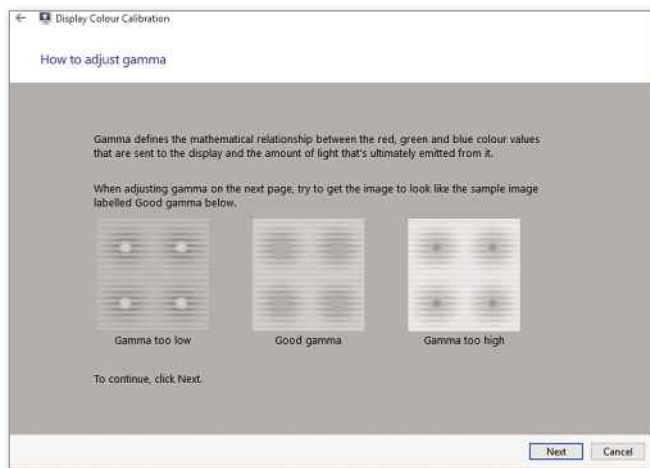 Display Colour Calibration
How to adjust gamma
Gamma defines the mathematical relationship between the red, green and blue colour values
that are sent to the display and the amount of light that's ultimately emitted from it.
When adjusting gamma on the next page, try to get the image to look like the sample image
labelled Good gamma below.
Gamma too low Good gamma Gamma too high
To continue, click Next.
Next Cancel